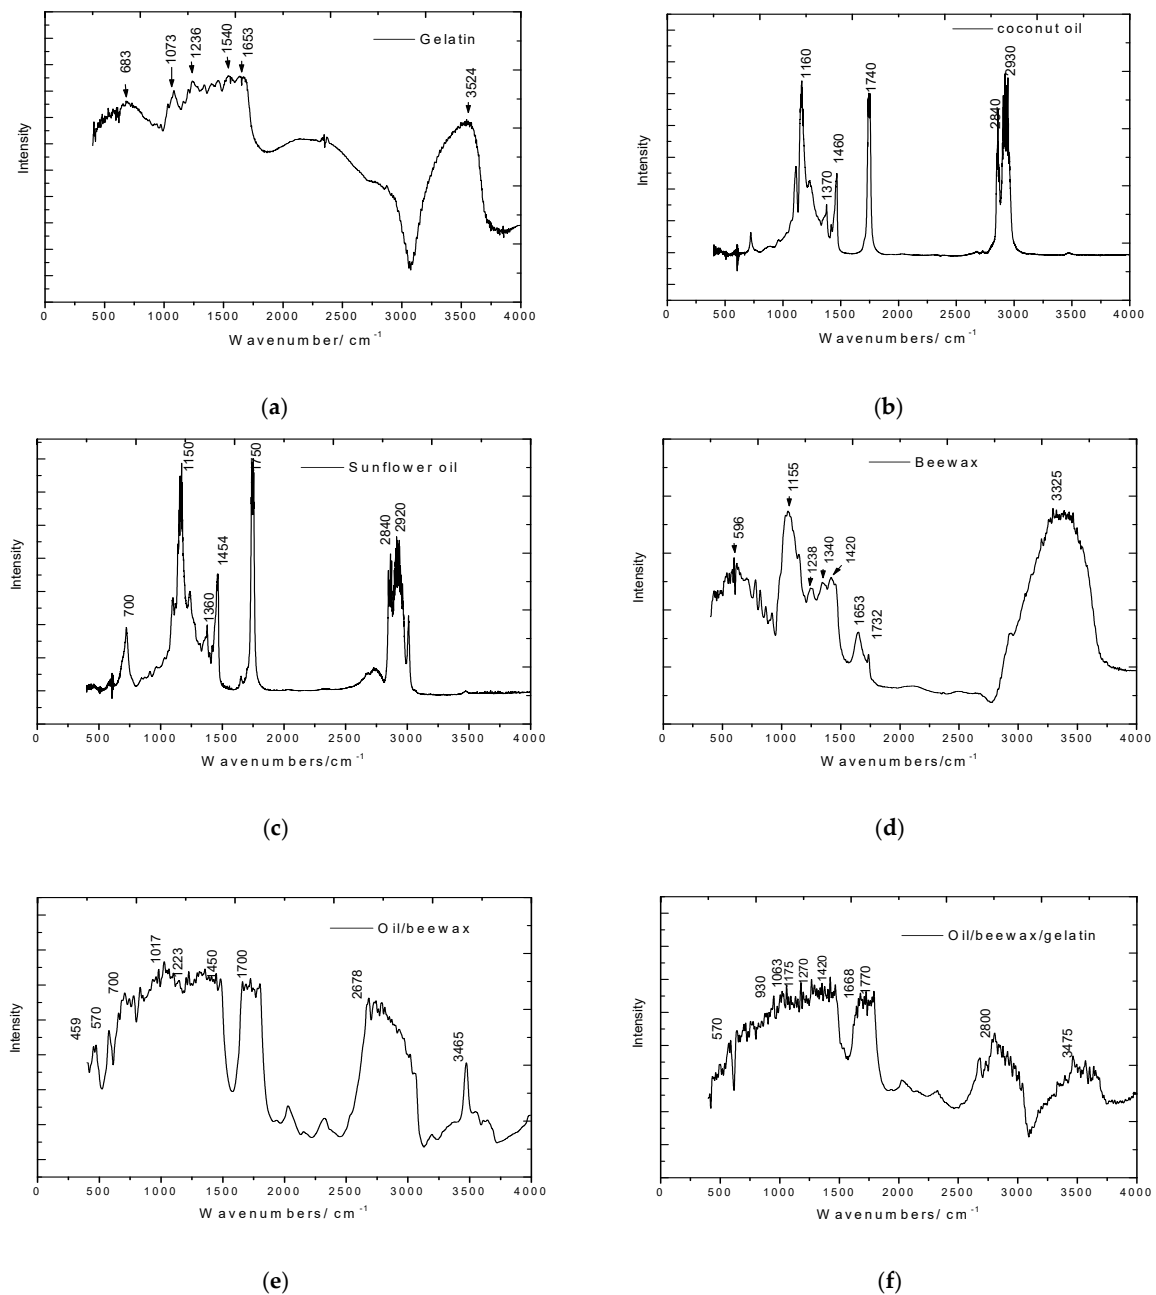 683
1073
1236
1540
1653
3524
Gelatin
Intensity
0 500 1000 1500 2000 2500 3000 3500 4000
Wavenumber/ cm-1
(a)
1160
1370
1460
1740
2840
2930
coconut oil
Intensity
0 500 1000 1500 2000 2500 3000 3500 4000
Wavenumbers/ cm-1
(b)
700
1150
1360
1454
1750
2840
2920
Sunflower oil
Intensity
0 500 1000 1500 2000 2500 3000 3500 4000
Wavenumbers/cm-1
(c)
596
1155
1238
1340
1420
1653
1732
3325
Beewax
Intensity
0 500 1000 1500 2000 2500 3000 3500 4000
Wavenumbers/cm-1
(d)
459
570
700
1017
1223
1450
1700
2678
3465
Oil/beewax
Intensity
0 500 1000 1500 2000 2500 3000 3500 4000
Wavenumbers/ cm-1
(e)
570
930
1063
1175
1270
1420
1668
1770
2800
3475
Oil/beewax/gelatin
Intensity
0 500 1000 1500 2000 2500 3000 3500 4000
Wavenumbers/ cm-1
(f)